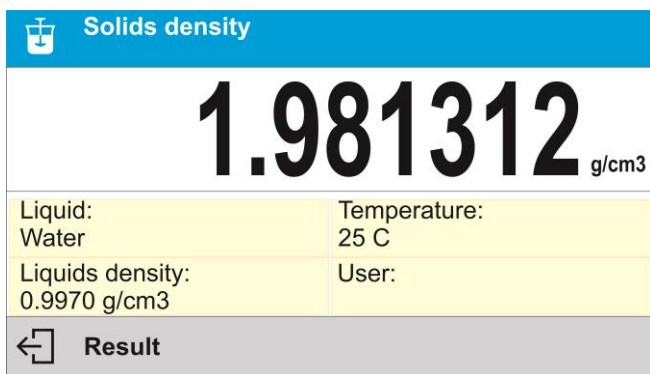 Solids density
1.981312 g/cm3
Liquid:
Water
Temperature:
25 C
Liquids density:
0.9970 g/cm3
User:
Result